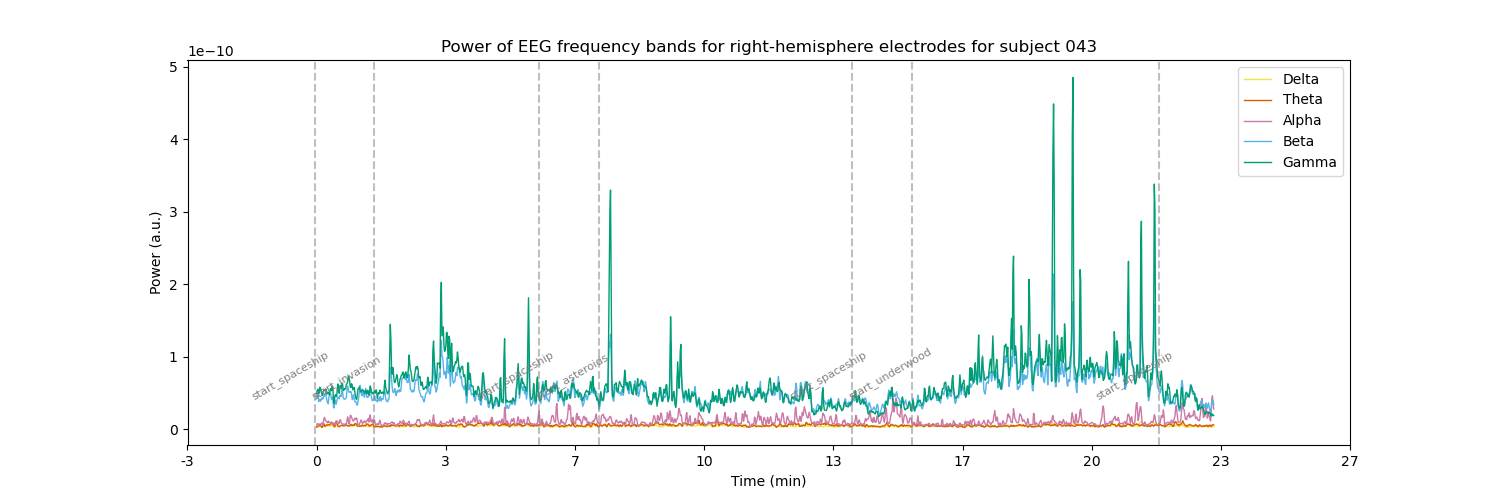 Power of EEG frequency bands for right-hemisphere electrodes for subject 043
1e−10
5
4
3
2
1
0
Power (a.u.)
Delta
Theta
Alpha
Beta
Gamma
start_spaceship
start_invasion
start_spaceship
start_asteroids
start_spaceship
start_underwood
start_spaceship
-3
0
3
7
10
13
17
20
23
27
Time (min)